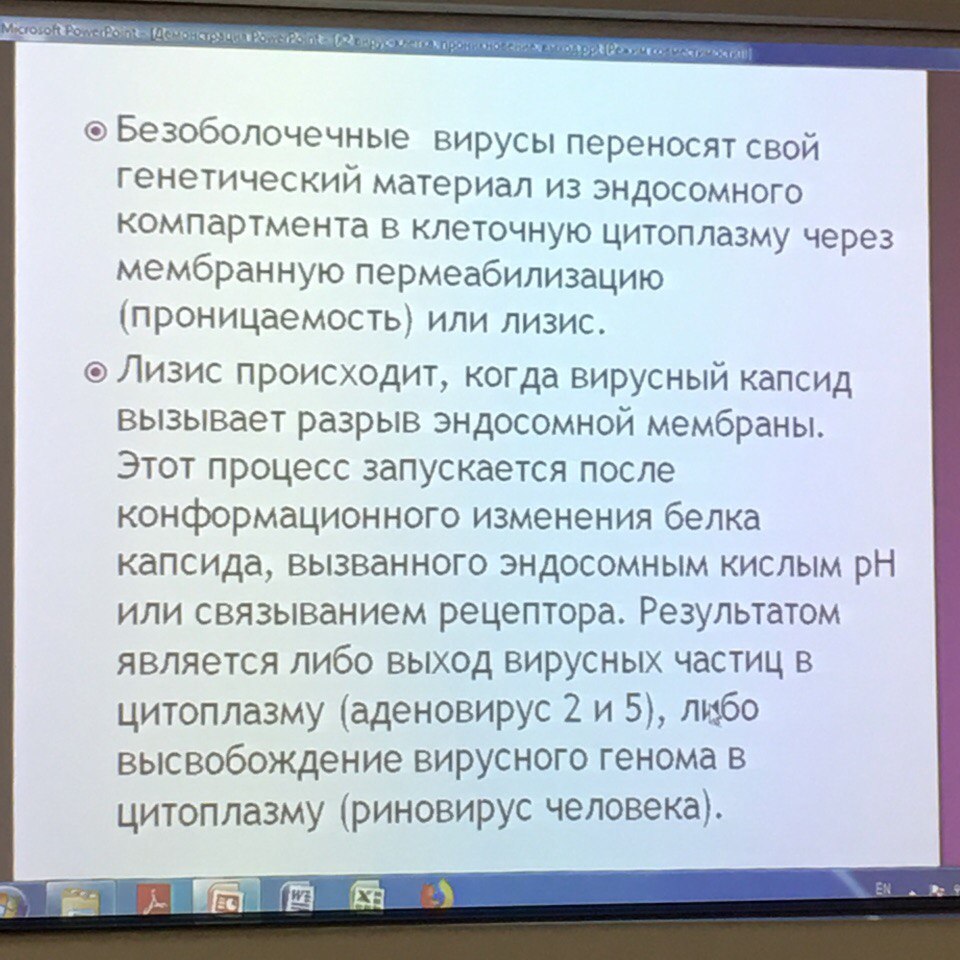 Microsoft PowerPoint - [Демонстрация PowerPoint - [
Безоболочечные вирусы переносят свой
генетический материал из эндосомного
компартмента в клеточную цитоплазму через
мембранную пермеабилизацию
(проницаемость) или лизис.
Лизис происходит, когда вирусный капсид
вызывает разрыв эндосомной мембраны.
Этот процесс запускается после
конформационного изменения белка
капсида, вызванного эндосомным кислым рН
или связыванием рецептора. Результатом
является либо выход вирусных частиц в
цитоплазму (аденовирус 2 и 5), либо
высвобождение вирусного генома в
цитоплазму (риновирус человека).
EN